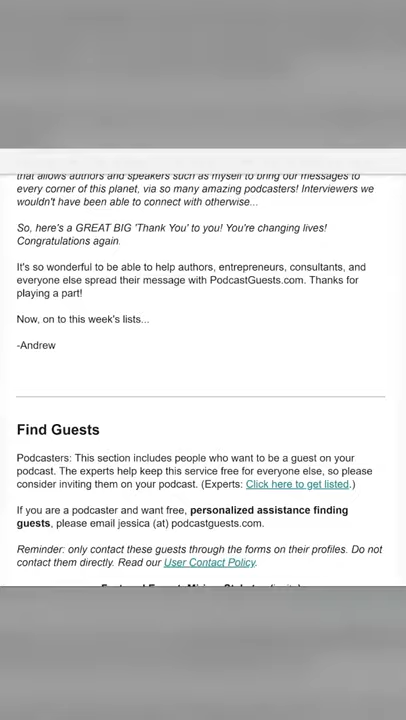 that allows authors and speakers such as myself to bring our messages to
every corner of this planet, via so many amazing podcasters! Interviewers we
wouldn't have been able to connect with otherwise...
So, here's a GREAT BIG 'Thank You' to you! You're changing lives!
Congratulations again.
It's so wonderful to be able to help authors, entrepreneurs, consultants, and
everyone else spread their message with PodcastGuests.com. Thanks for
playing a part!
Now, on to this week's lists...
-Andrew
Find Guests
Podcasters: This section includes people who want to be a guest on your
podcast. The experts help keep this service free for everyone else, so please
consider inviting them on your podcast. (Experts: Click here to get listed.)
If you are a podcaster and want free, personalized assistance finding
guests, please email jessica (at) podcastguests.com.
Reminder: only contact these guests through the forms on their profiles. Do not
contact them directly. Read our User Contact Policy.